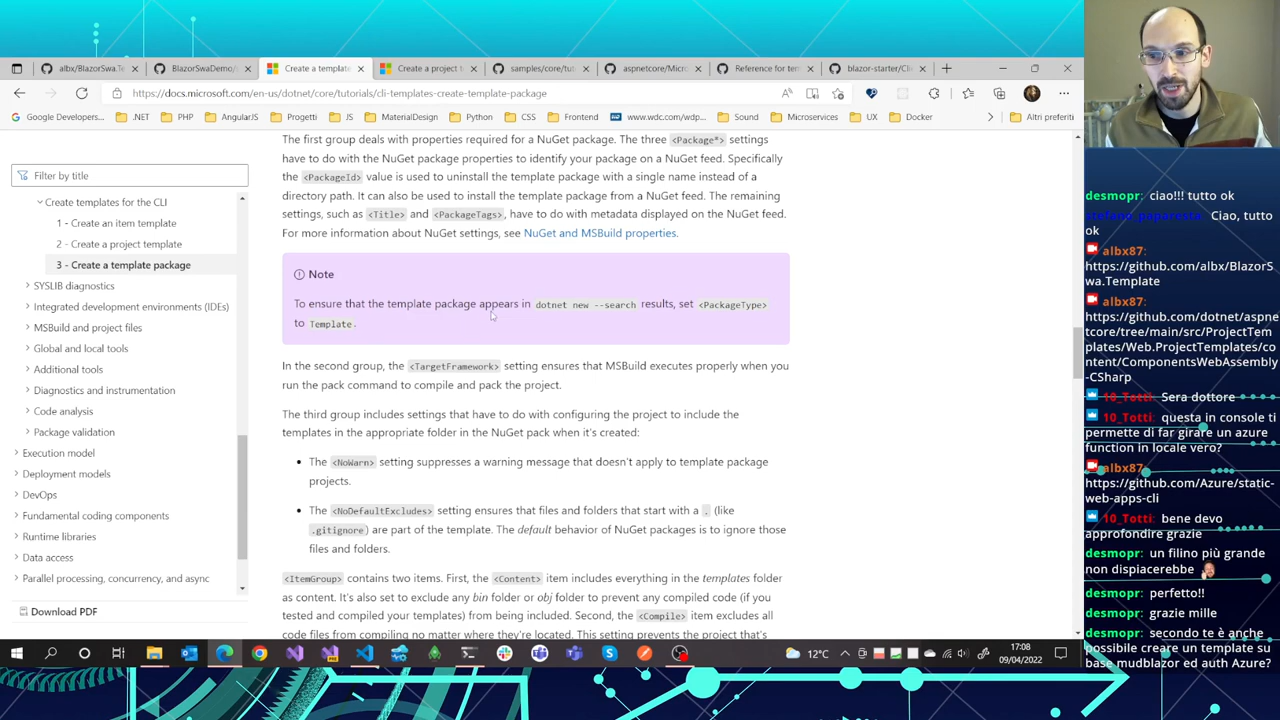 albx/BlazorSwa.Te
BlazorSwaDemo/
Create a template
Create a project t
samples/core/tut
aspnetcore/Micr
Reference for tem
blazor-starter/Clie
https://docs.microsoft.com/en-us/dotnet/core/tutorials/cli-templates-create-template-package
Google Developers...
.NET
PHP
AngularJS
Progetti
JS
Materiali DotNet
Python
CSS
Frontend
www.wdc.com/wdp...
Sound
Microservices
UX
Docker
Altri preferiti
Filter by title
Create templates for the CLI
1 - Create an item template
2 - Create a project template
3 - Create a template package
SYSLIB diagnostics
Integrated development environments (IDEs)
MSBuild and project files
Global and local tools
Additional tools
Diagnostics and instrumentation
Code analysis
Package validation
Execution model
Deployment models
DevOps
Fundamental coding components
Runtime libraries
Data access
Parallel processing, concurrency, and async
Download PDF
The first group deals with properties required for a NuGet package. The three <Package*> settings
have to do with the NuGet package properties to identify your package on a NuGet feed. Specifically
the <PackageId> value is used to uninstall the template package with a single name instead of a
directory path. It can also be used to install the template package from a NuGet feed. The remaining
settings, such as <Title> and <PackageTags>, have to do with metadata displayed on the NuGet feed.
For more information about NuGet settings, see NuGet and MSBuild properties.
Note
To ensure that the template package appears in dotnet new --search results, set <PackageType>
to Template.
In the second group, the <TargetFramework> setting ensures that MSBuild executes properly when you
run the pack command to compile and pack the project.
The third group includes settings that have to do with configuring the project to include the
templates in the appropriate folder in the NuGet pack when it's created:
The <NoWarn> setting suppresses a warning message that doesn't apply to template package
projects.
The <NoDefaultExcludes> setting ensures that files and folders that start with a . (like
.gitignore) are part of the template. The default behavior of NuGet packages is to ignore those
files and folders.
<ItemGroup> contains two items. First, the <Content> item includes everything in the templates folder
as content. It's also set to exclude any bin folder or obj folder to prevent any compiled code (if you
tested and compiled your templates) from being included. Second, the <Compile> item excludes all
code files from compiling no matter where they're located. This setting prevents the project that's
12°C
17:08
09/04/2022
desmopr: ciao!!! tutto ok
stefano_paparesta: Ciao, tutto
ok
albx87:
https://github.com/albx/BlazorS
wa.Template
albx87:
https://github.com/dotnet/aspne
tcore/tree/main/src/ProjectTem
plates/Web.ProjectTemplates/co
ntent/ComponentsWebAssembly
-CSharp
10_Totti: Sera dottore
10_Totti: questa in console ti
permette di far girare un azure
function in locale vero?
albx87:
https://github.com/Azure/static-
web-apps-cli
10_Totti: bene devo
approfondire grazie
desmopr: un filino più grande
non dispiacerebbe
desmopr: perfetto!!
desmopr: grazie mille
desmopr: secondo te è anche
possibile creare un template su
base mudblazor ed auth Azure?